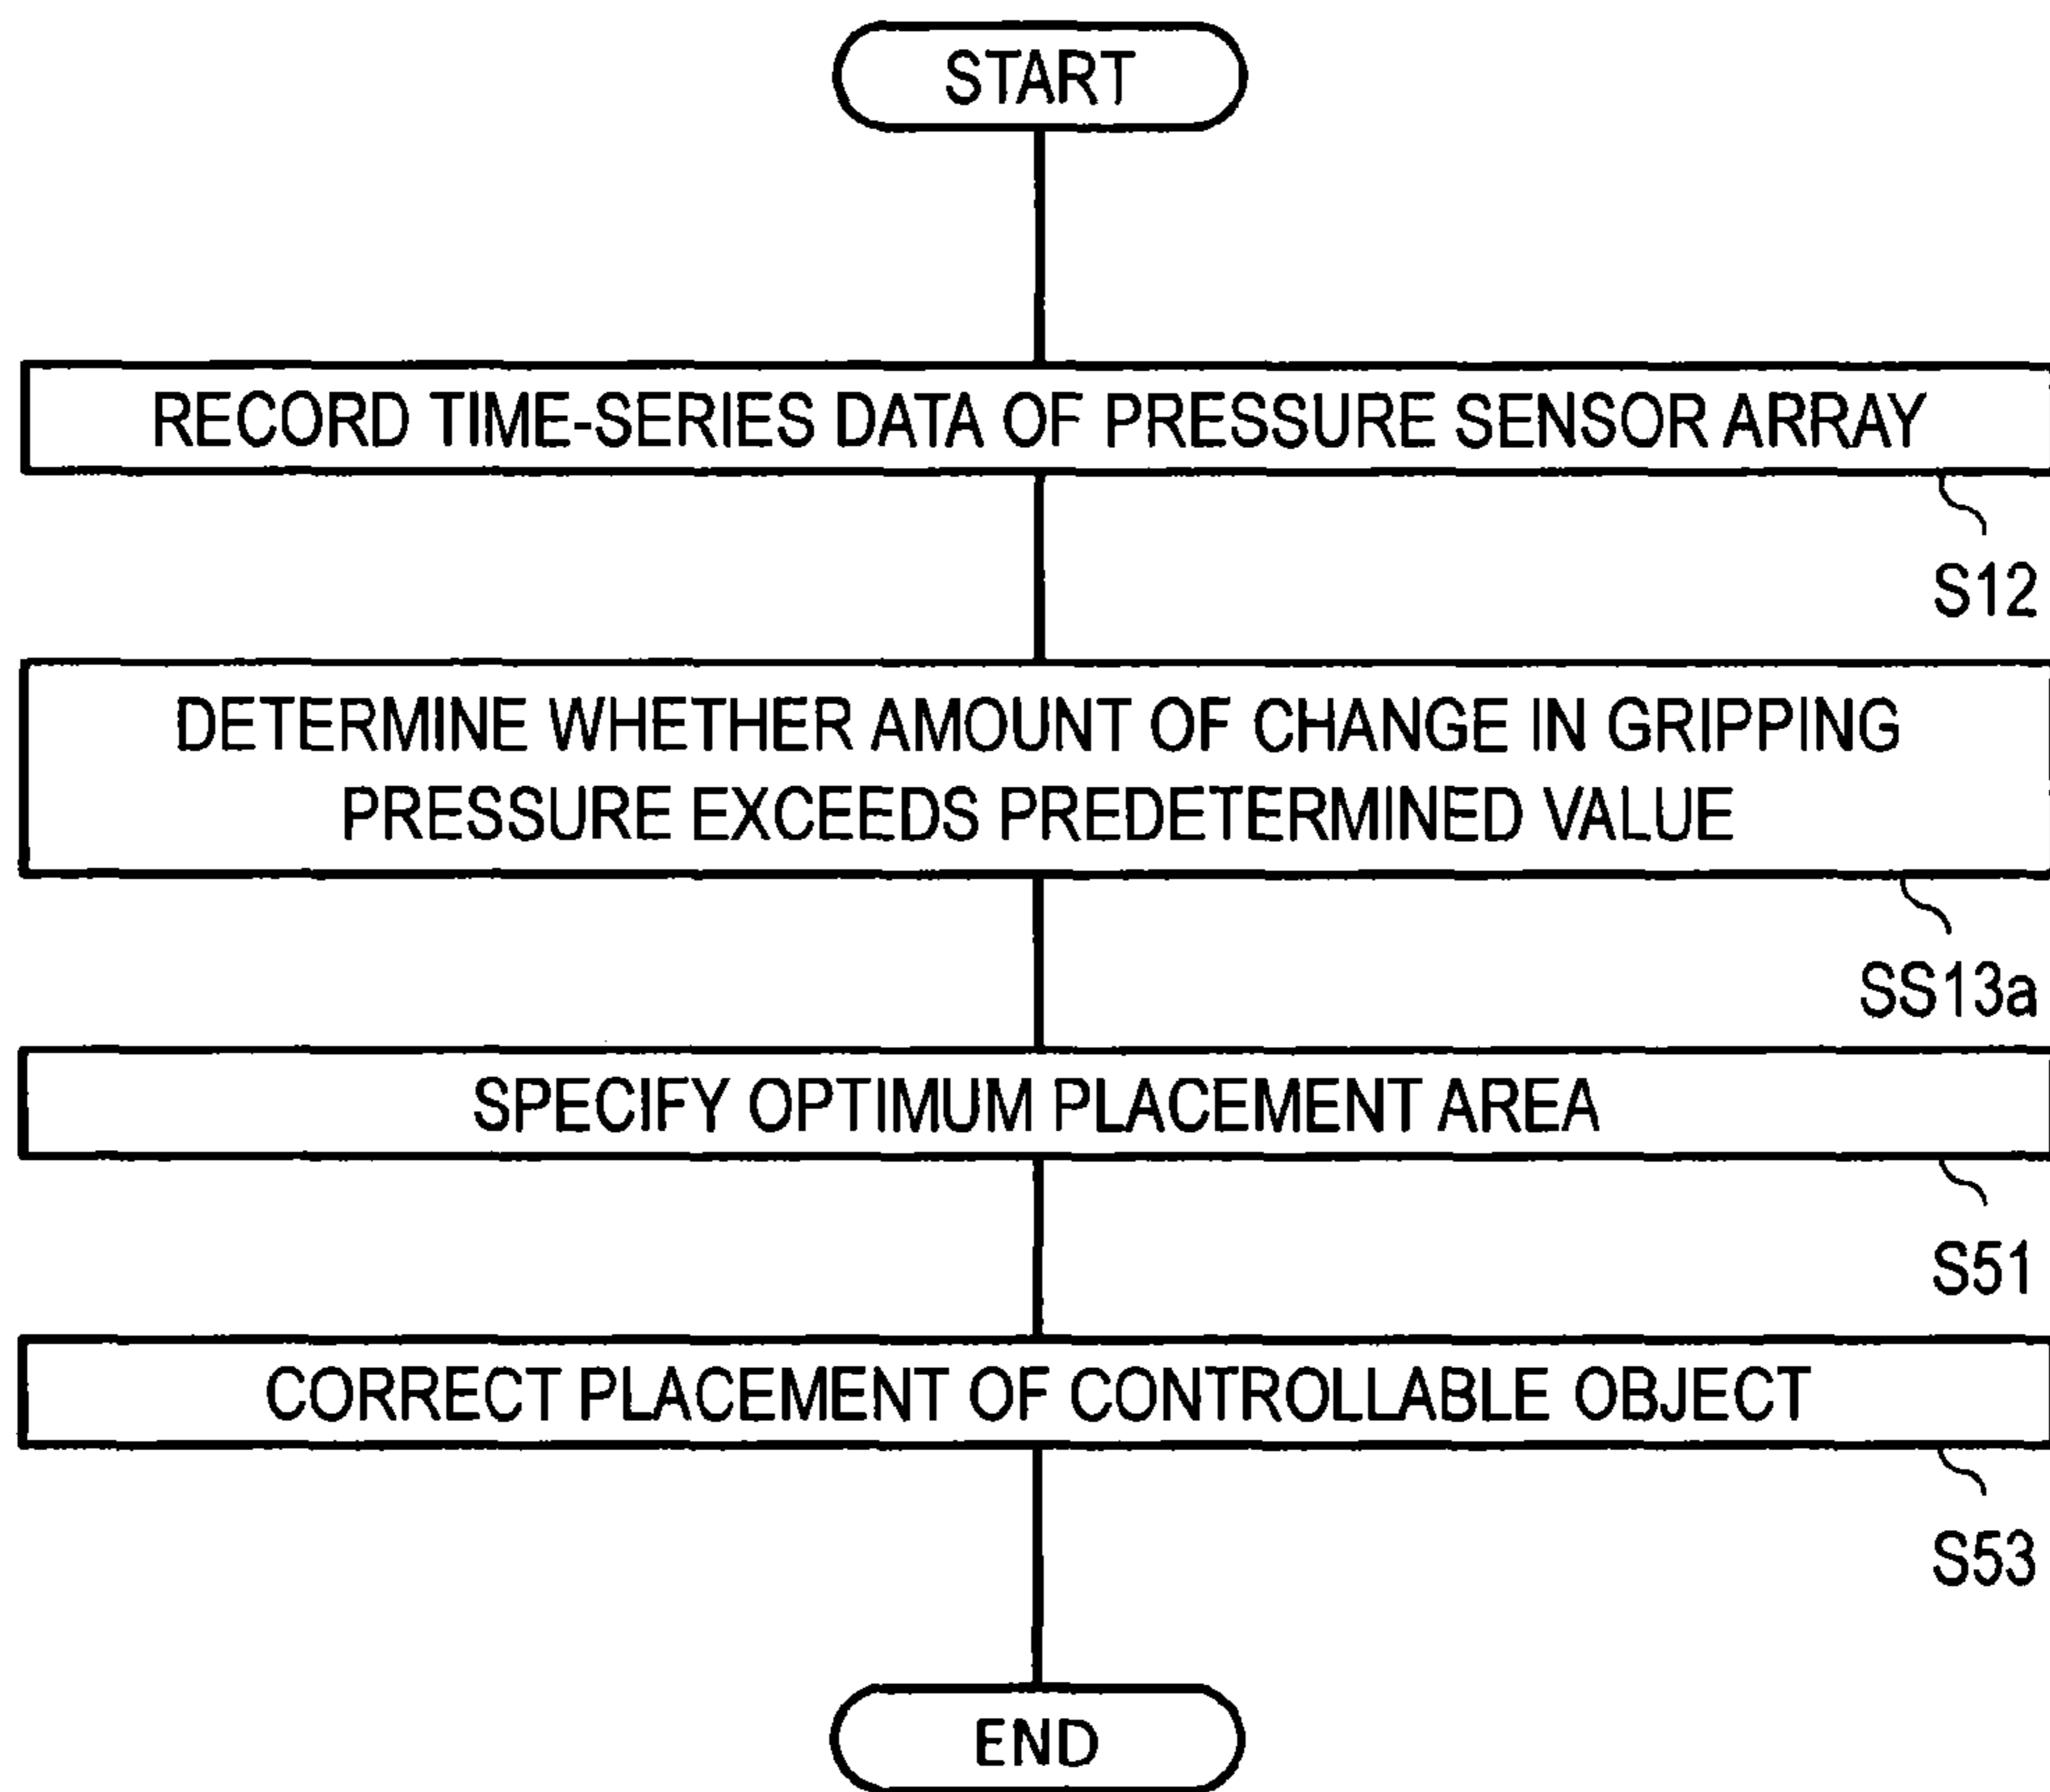 START
RECORD TIME-SERIES DATA OF PRESSURE SENSOR ARRAY
S12
DETERMINE WHETHER AMOUNT OF CHANGE IN GRIPPING
PRESSURE EXCEEDS PREDETERMINED VALUE
SS13a
SPECIFY OPTIMUM PLACEMENT AREA
S51
CORRECT PLACEMENT OF CONTROLLABLE OBJECT
S53
END